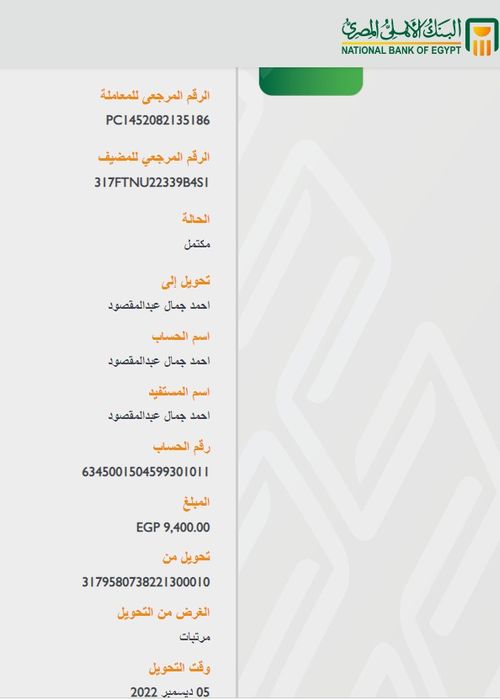 البنك الأهلي المصري
NATIONAL BANK OF EGYPT
الرقم المرجعي للمعاملة
PC1452082135186
الرقم المرجعي للمضيف
317FTNU22339B4S1
الحالة
مكتمل
تحويل إلى
احمد جمال عبدالمقصود
اسم الحساب
احمد جمال عبدالمقصود
اسم المستفيد
احمد جمال عبدالمقصود
رقم الحساب
6345001504599301011
المبلغ
EGP 9,400.00
تحويل من
3179580738221300010
الغرض من التحويل
مرتبات
وقت التحويل
05 ديسمبر 2022